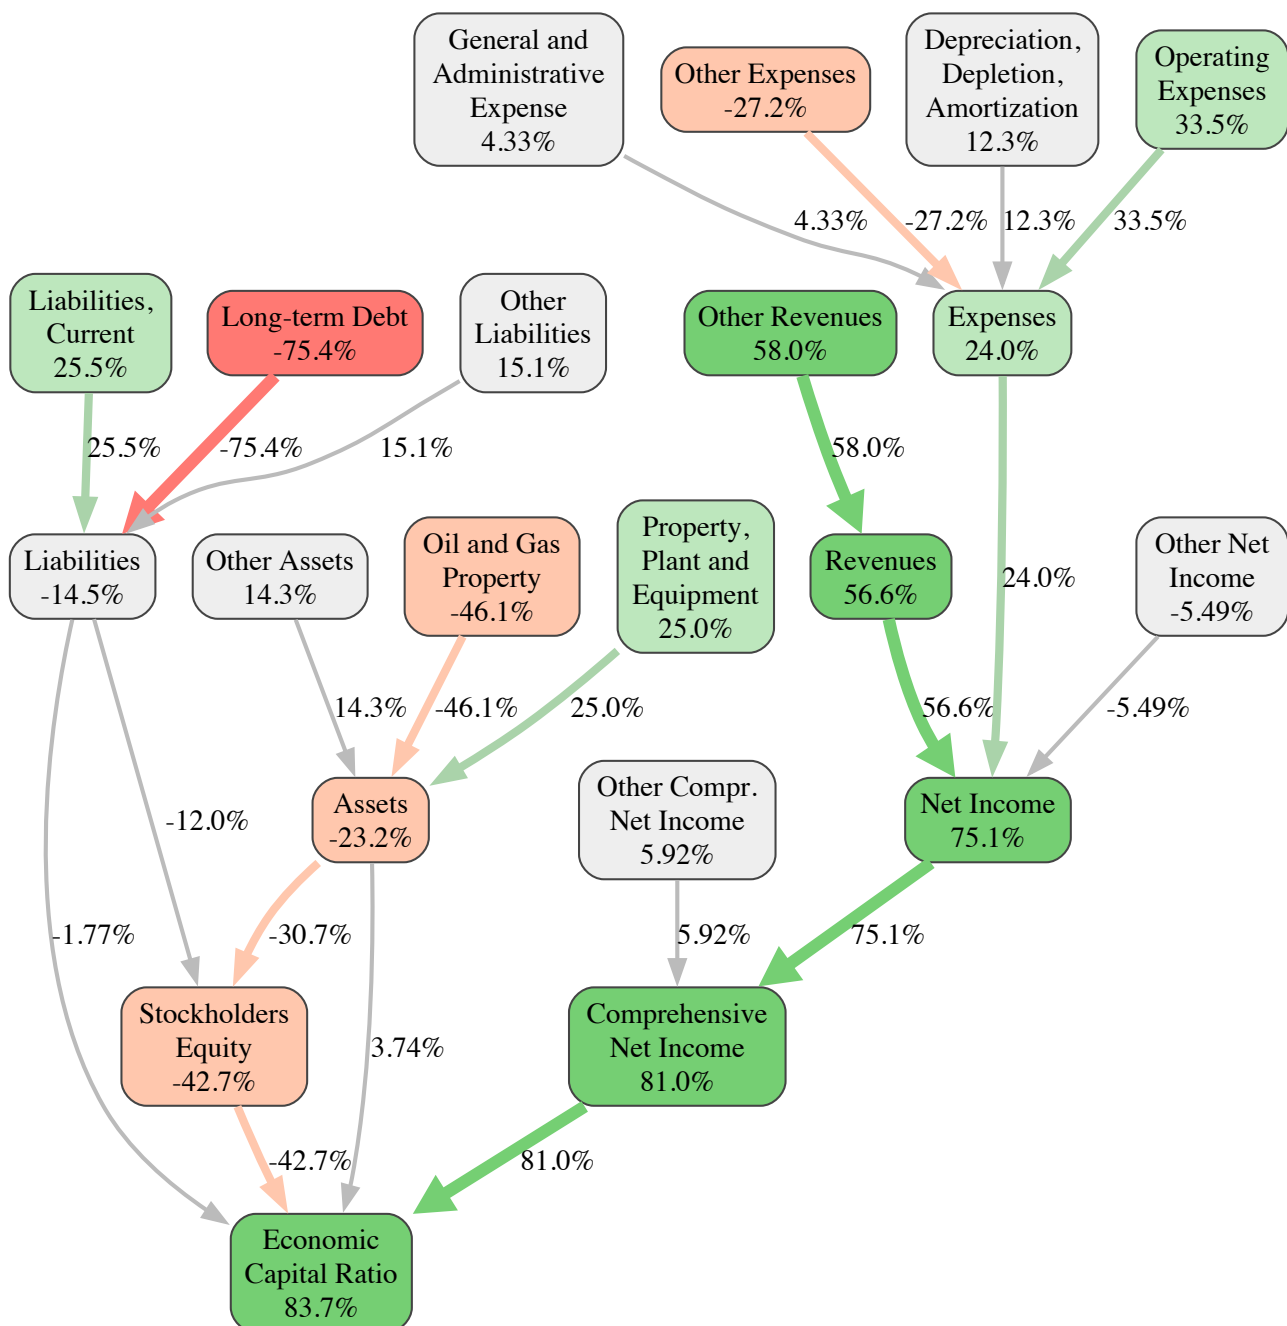 General and
Administrative
Expense
4.33%
Other Expenses
-27.2%
Depreciation,
Depletion,
Amortization
12.3%
Operating
Expenses
33.5%
4.33%
-27.2%
12.3%
33.5%
Liabilities,
Current
25.5%
Long-term Debt
-75.4%
Other
Liabilities
15.1%
Other Revenues
58.0%
Expenses
24.0%
25.5%
-75.4%
15.1%
58.0%
Liabilities
-14.5%
Other Assets
14.3%
Oil and Gas
Property
-46.1%
Property,
Plant and
Equipment
25.0%
Revenues
56.6%
24.0%
Other Net
Income
-5.49%
14.3%
-46.1%
25.0%
56.6%
-5.49%
-12.0%
Assets
-23.2%
Other Compr.
Net Income
5.92%
Net Income
75.1%
-1.77%
-30.7%
5.92%
75.1%
Stockholders
Equity
-42.7%
3.74%
Comprehensive
Net Income
81.0%
-42.7%
81.0%
Economic
Capital Ratio
83.7%